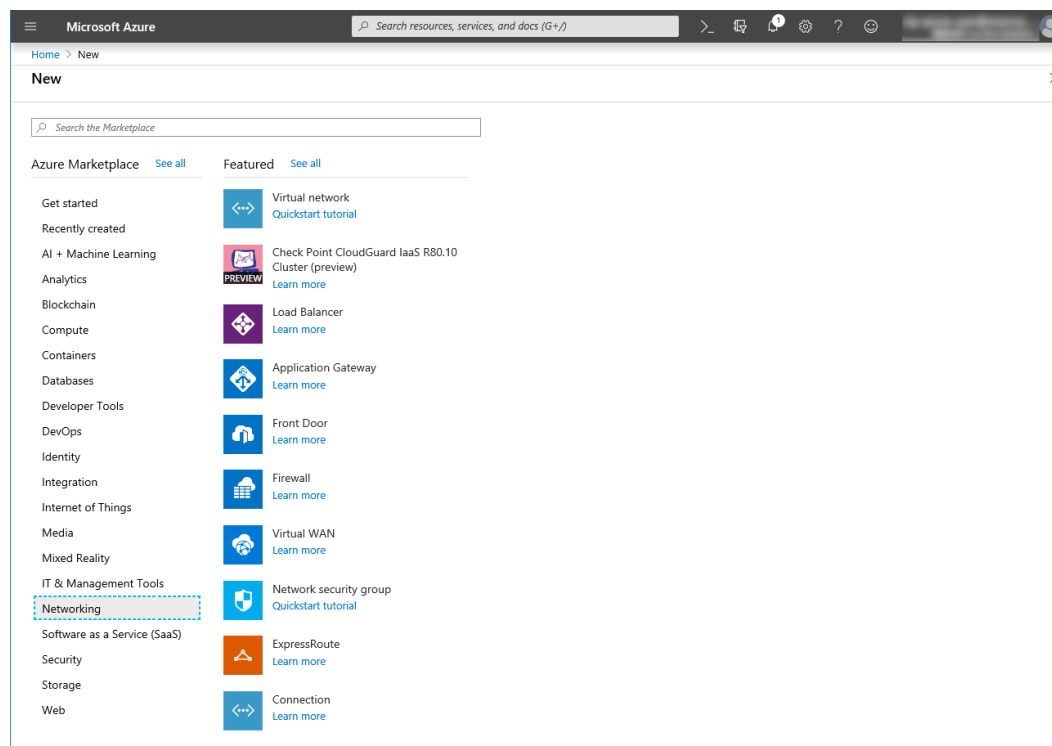 Microsoft Azure
Search resources, services, and docs (G+/)
1
Home > New
New
Search the Marketplace
Azure Marketplace See all
Get started
Recently created
AI + Machine Learning
Analytics
Blockchain
Compute
Containers
Databases
Developer Tools
DevOps
Identity
Integration
Internet of Things
Media
Mixed Reality
IT & Management Tools
Networking
Software as a Service (SaaS)
Security
Storage
Web
Featured See all
Virtual network
Quickstart tutorial
PREVIEW
Check Point CloudGuard IaaS R80.10
Cluster (preview)
Learn more
Load Balancer
Learn more
Application Gateway
Learn more
Front Door
Learn more
Firewall
Learn more
Virtual WAN
Learn more
Network security group
Quickstart tutorial
ExpressRoute
Learn more
Connection
Learn more